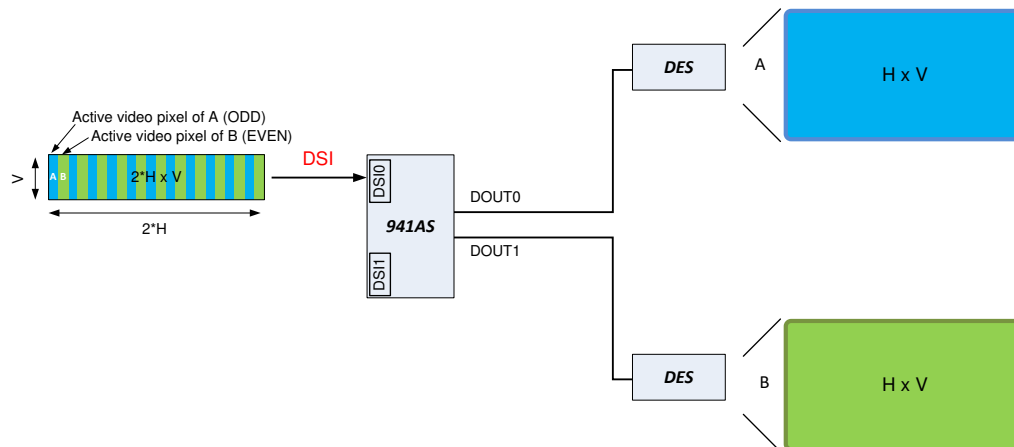 Active video pixel of A (ODD)
Active video pixel of B (EVEN)
V
A B
2*H x V
2*H
DSI
DSI0
941AS
DSI1
DOUT0
DOUT1
DES
A
H x V
DES
B
H x V